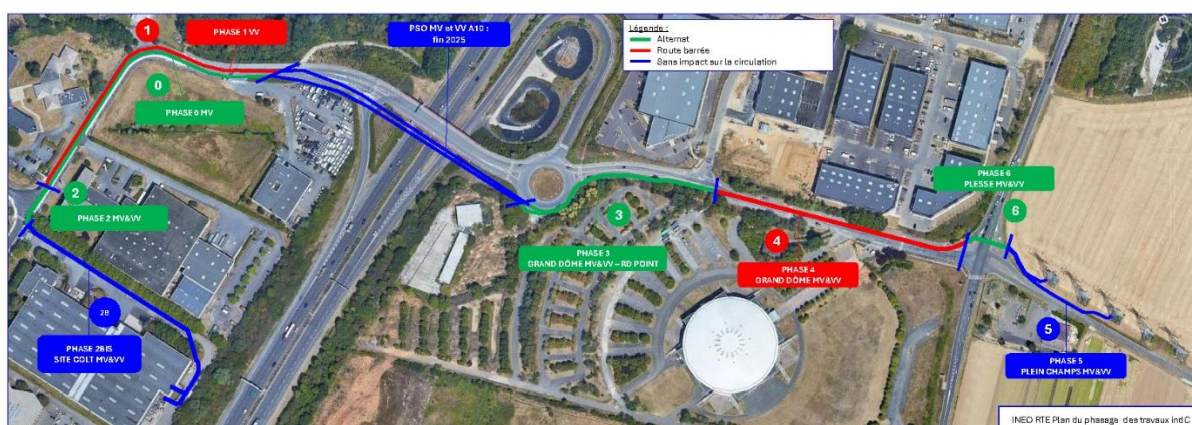 1
PHASE 1 VV
PSO MV et VV A10 :
fin 2025
Légende :
Alternat
Route barrée
Sans impact sur la circulation
0
PHASE 0 MV
2
PHASE 2 MV&VV
PHASE 6
PLESSE MV&VV
6
3
PHASE 3
GRAND DÔME MV&VV – RD POINT
4
PHASE 4
GRAND DÔME MV&VV
2B
PHASE 2BIS
SITE COLT MV&VV
5
PHASE 5
PLEIN CHAMPS MV&VV
INEO RTE Plan du phasage des travaux indC